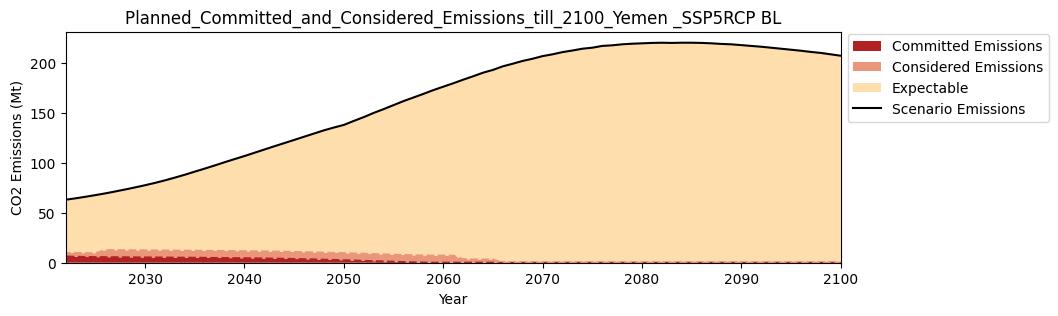 Planned_Committed_and_Considered_Emissions_till_2100_Yemen _SSP5RCP BL
Committed Emissions
Considered Emissions
Expectable
Scenario Emissions
CO2 Emissions (Mt)
200
150
100
50
0
2030 2040 2050 2060 2070 2080 2090 2100
Year